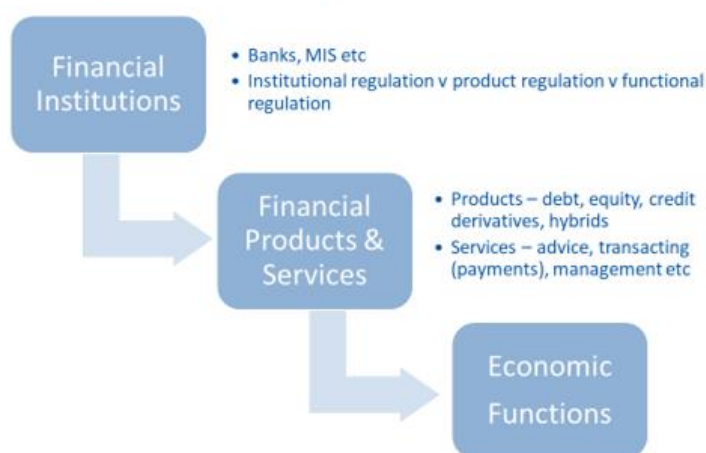 Financial
Institutions
• Banks, MIS etc
• Institutional regulation v product regulation v functional
regulation
Financial
Products &
Services
• Products – debt, equity, credit
derivatives, hybrids
• Services – advice, transacting
(payments), management etc
Economic
Functions